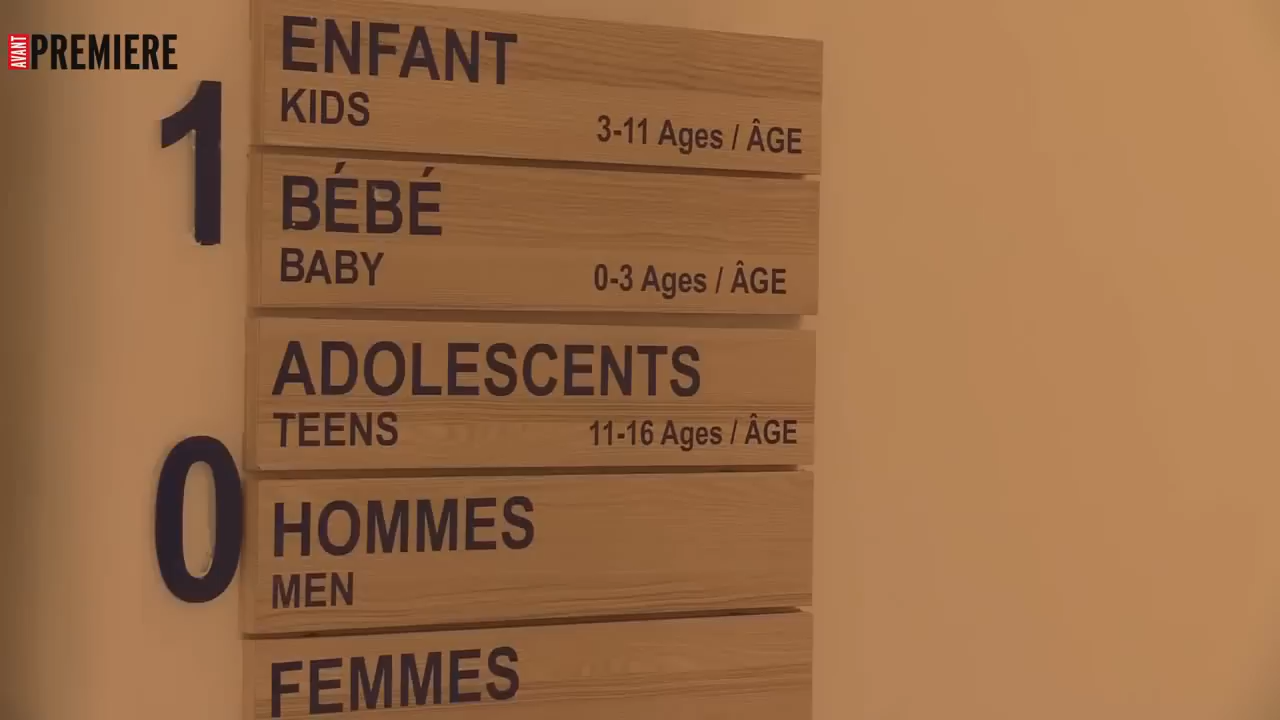 AVANT PREMIERE
1
ENFANT
KIDS
3-11 Ages / ÂGE
BÉBÉ
BABY
0-3 Ages / ÂGE
ADOLESCENTS
TEENS
11-16 Ages / ÂGE
0
HOMMES
MEN
FEMMES